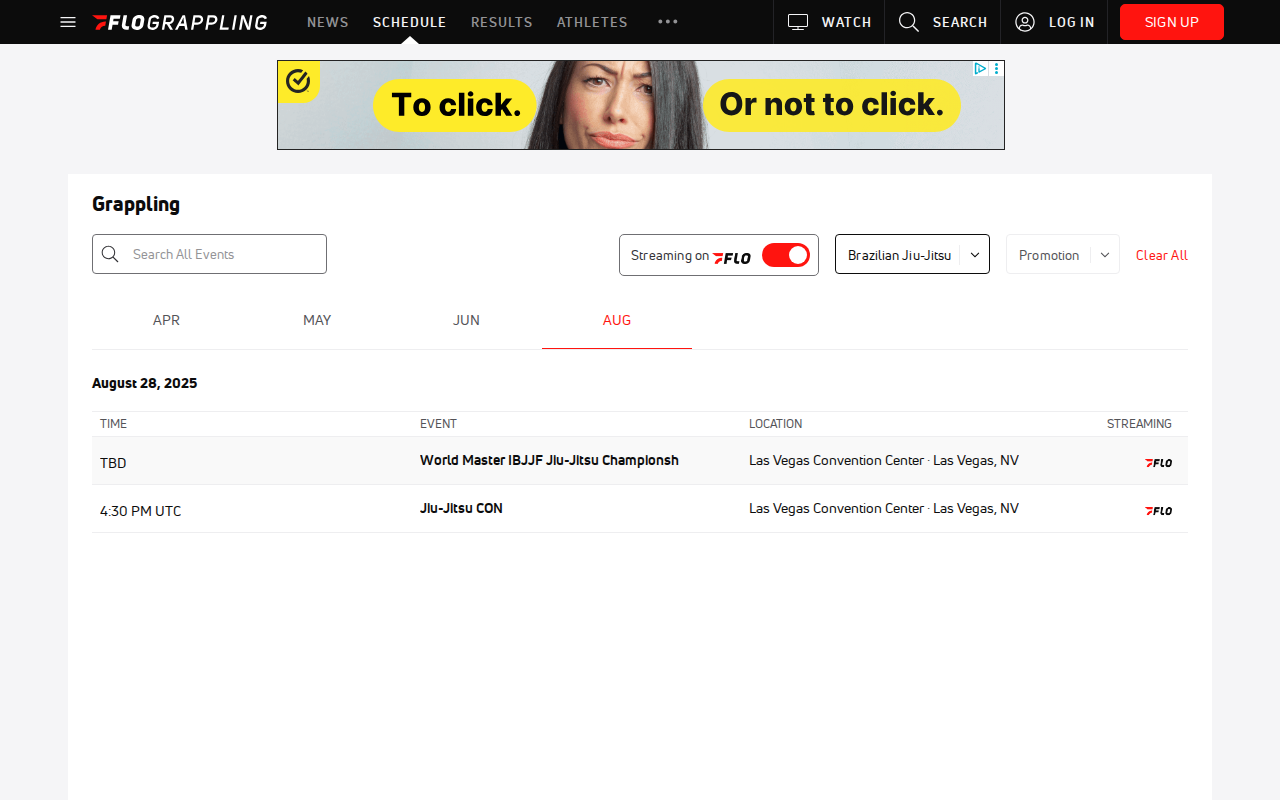 FLOGRAPPLING NEWS SCHEDULE RESULTS ATHLETES WATCH SEARCH LOG IN SIGN UP
To click. Or not to click.
Grappling
Search All Events Streaming on FLO Brazilian Jiu-Jitsu Promotion Clear All
APR MAY JUN AUG
August 28, 2025
TIME EVENT LOCATION STREAMING
TBD World Master IBJJF Jiu-Jitsu Championsh Las Vegas Convention Center · Las Vegas, NV FLO
4:30 PM UTC Jiu-Jitsu CON Las Vegas Convention Center · Las Vegas, NV FLO